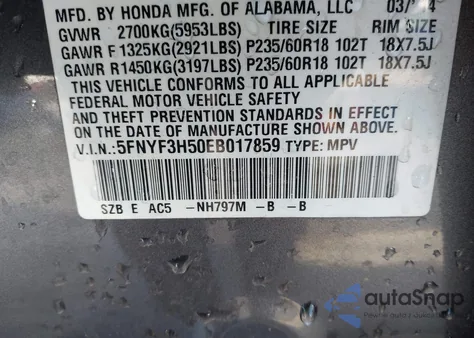 MFD. BY HONDA MFG. OF ALABAMA, LLC 03/ 4
GVWR 2700KG(5953LBS) TIRE SIZE RIM SIZE
GAWR F 1325KG(2921LBS) P235/60R18 102T 18X7.5J
GAWR R1450KG(3197LBS) P235/60R18 102T 18X7.5J
THIS VEHICLE CONFORMS TO ALL APPLICABLE
FEDERAL MOTOR VEHICLE SAFETY
AND THEFT PREVENTION STANDARDS IN EFFECT
ON THE DATE OF MANUFACTURE SHOWN ABOVE.
V.I.N.:5FNYF3H50EB017859 TYPE: MPV
SZB E AC5 -NH797M -B -B
autoSnap